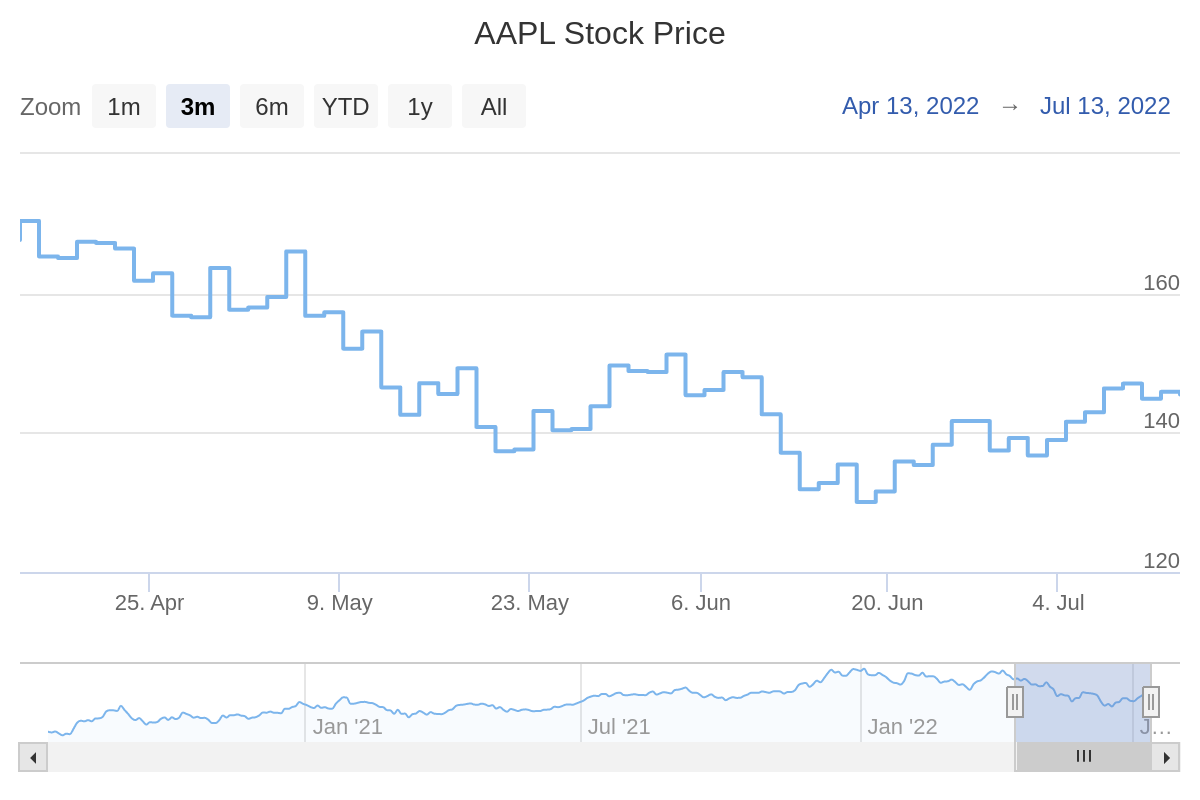 AAPL Stock Price
Zoom 1m 3m 6m YTD 1y All Apr 13, 2022 → Jul 13, 2022
160
140
120
25. Apr 9. May 23. May 6. Jun 20. Jun 4. Jul
Jan '21 Jul '21 Jan '22 J…